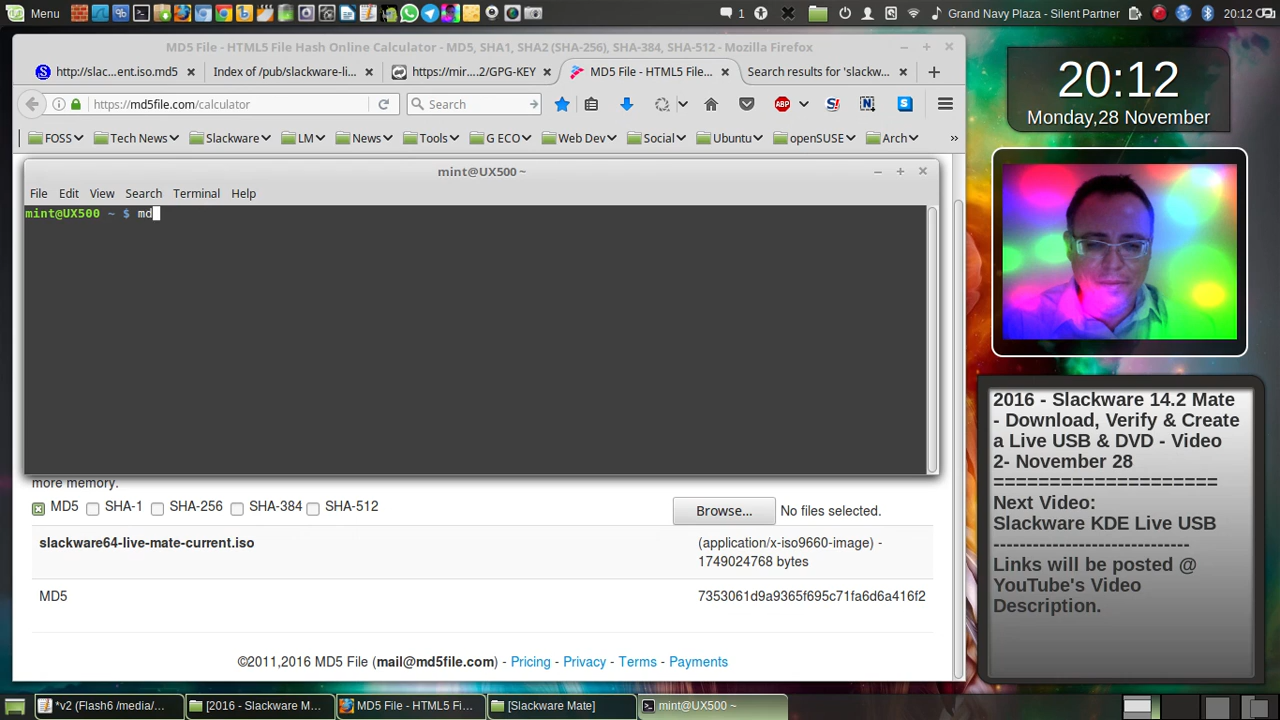 Menu
1
Grand Navy Plaza - Silent Partner
20:12
MD5 File - HTML5 File Hash Online Calculator - MD5, SHA1, SHA2 (SHA-256), SHA-384, SHA-512 - Mozilla Firefox
http://slac...ent.iso.md5
Index of /pub/slackware-li...
https://mir....2/GPG-KEY
MD5 File - HTML5 File...
Search results for 'slackw...
https://md5file.com/calculator
Search
ABP
FOSS
Tech News
Slackware
LM
News
Tools
G ECO
Web Dev
Social
Ubuntu
openSUSE
Arch
»
mint@UX500 ~
File Edit View Search Terminal Help
mint@UX500 ~ $ md
more memory.
MD5 SHA-1 SHA-256 SHA-384 SHA-512
Browse... No files selected.
slackware64-live-mate-current.iso
(application/x-iso9660-image) -
1749024768 bytes
MD5
7353061d9a9365f695c71fa6d6a416f2
©2011,2016 MD5 File (mail@md5file.com) - Pricing - Privacy - Terms - Payments
20:12
Monday,28 November
2016 - Slackware 14.2 Mate
- Download, Verify & Create
a Live USB & DVD - Video
2- November 28
=====================
Next Video:
Slackware KDE Live USB
----------------------------
Links will be posted @
YouTube's Video
Description.
*v2 (Flash6 /media/...
[2016 - Slackware M...
MD5 File - HTML5 Fi...
[Slackware Mate]
mint@UX500 ~